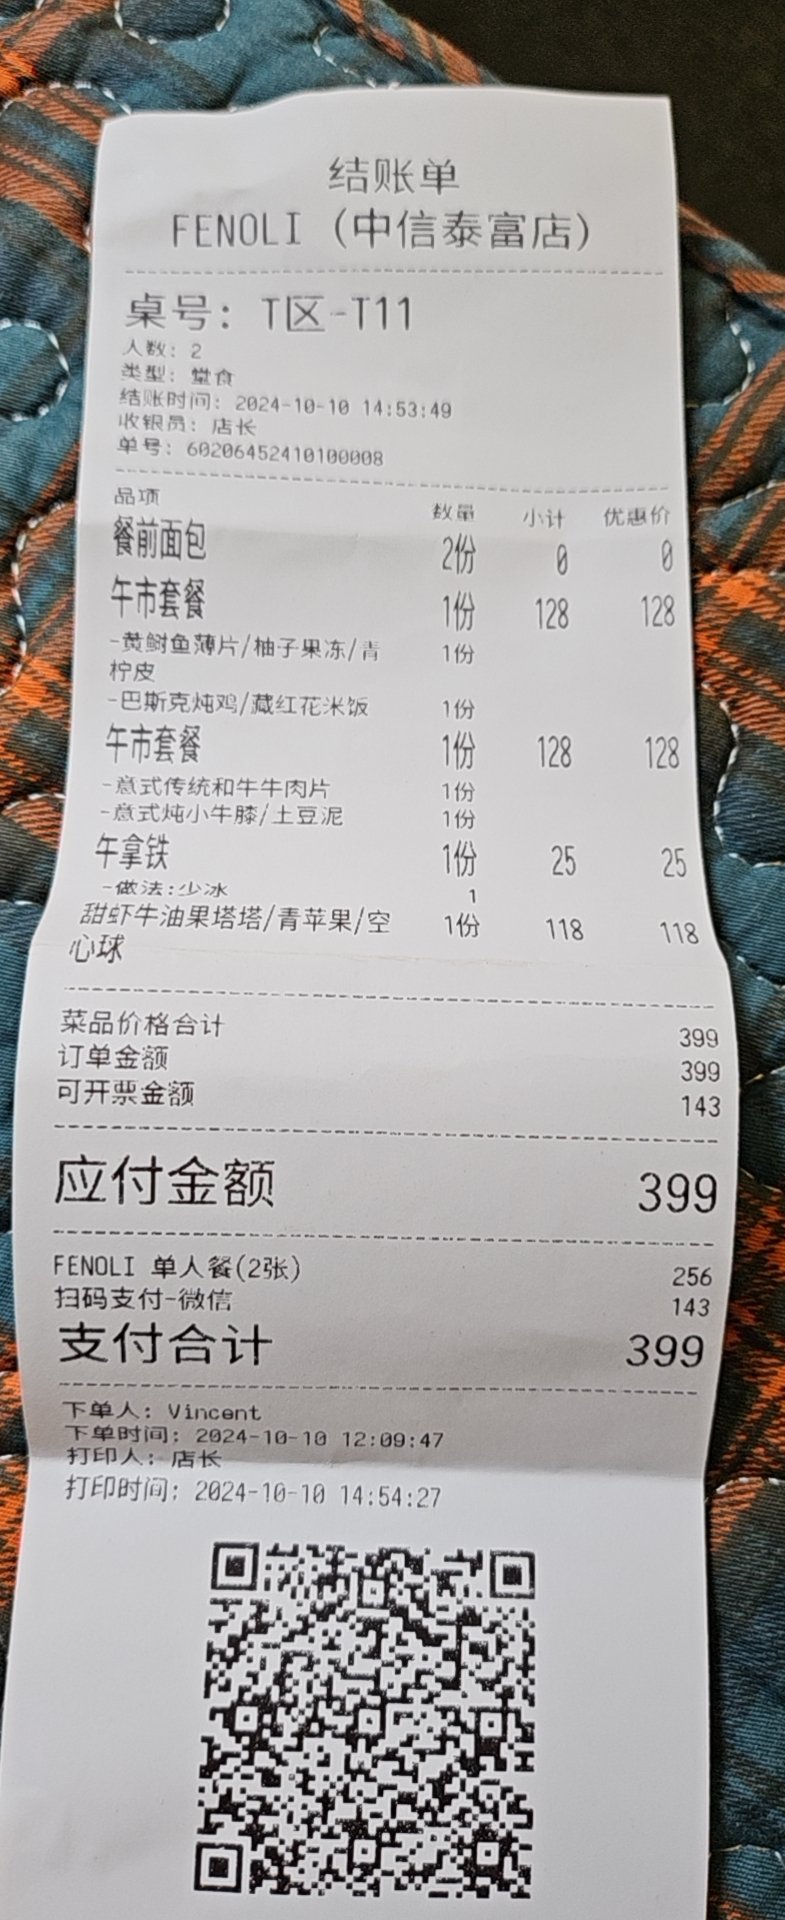 结账单
FENOLI (中信泰富店)
桌号: T区-T11
人数: 2
类型: 堂食
结账时间: 2024-10-10 14:53:49
收银员: 店长
单号: 602064524101 00008
品项 数量 小计 优惠价
餐前面包 2份 0 0
午市套餐 1份 128 128
-黄鰤鱼薄片/柚子果冻/青 1份
柠皮
-巴斯克炖鸡/藏红花米饭 1份
午市套餐 1份 128 128
-意式传统和牛牛肉片 1份
-意式炖小牛膝/土豆泥 1份
午拿铁 1份 25 25
-做法:少冰 1
甜虾牛油果塔塔/青苹果/空 1份 118 118
心球
菜品价格合计 399
订单金额 399
可开票金额 143
应付金额 399
FENOLI 单人餐(2张) 256
扫码支付-微信 143
支付合计 399
下单人: Vincent
下单时间: 2024-10-10 12:09:47
打印人: 店长
打印时间: 2024-10-10 14:54:27